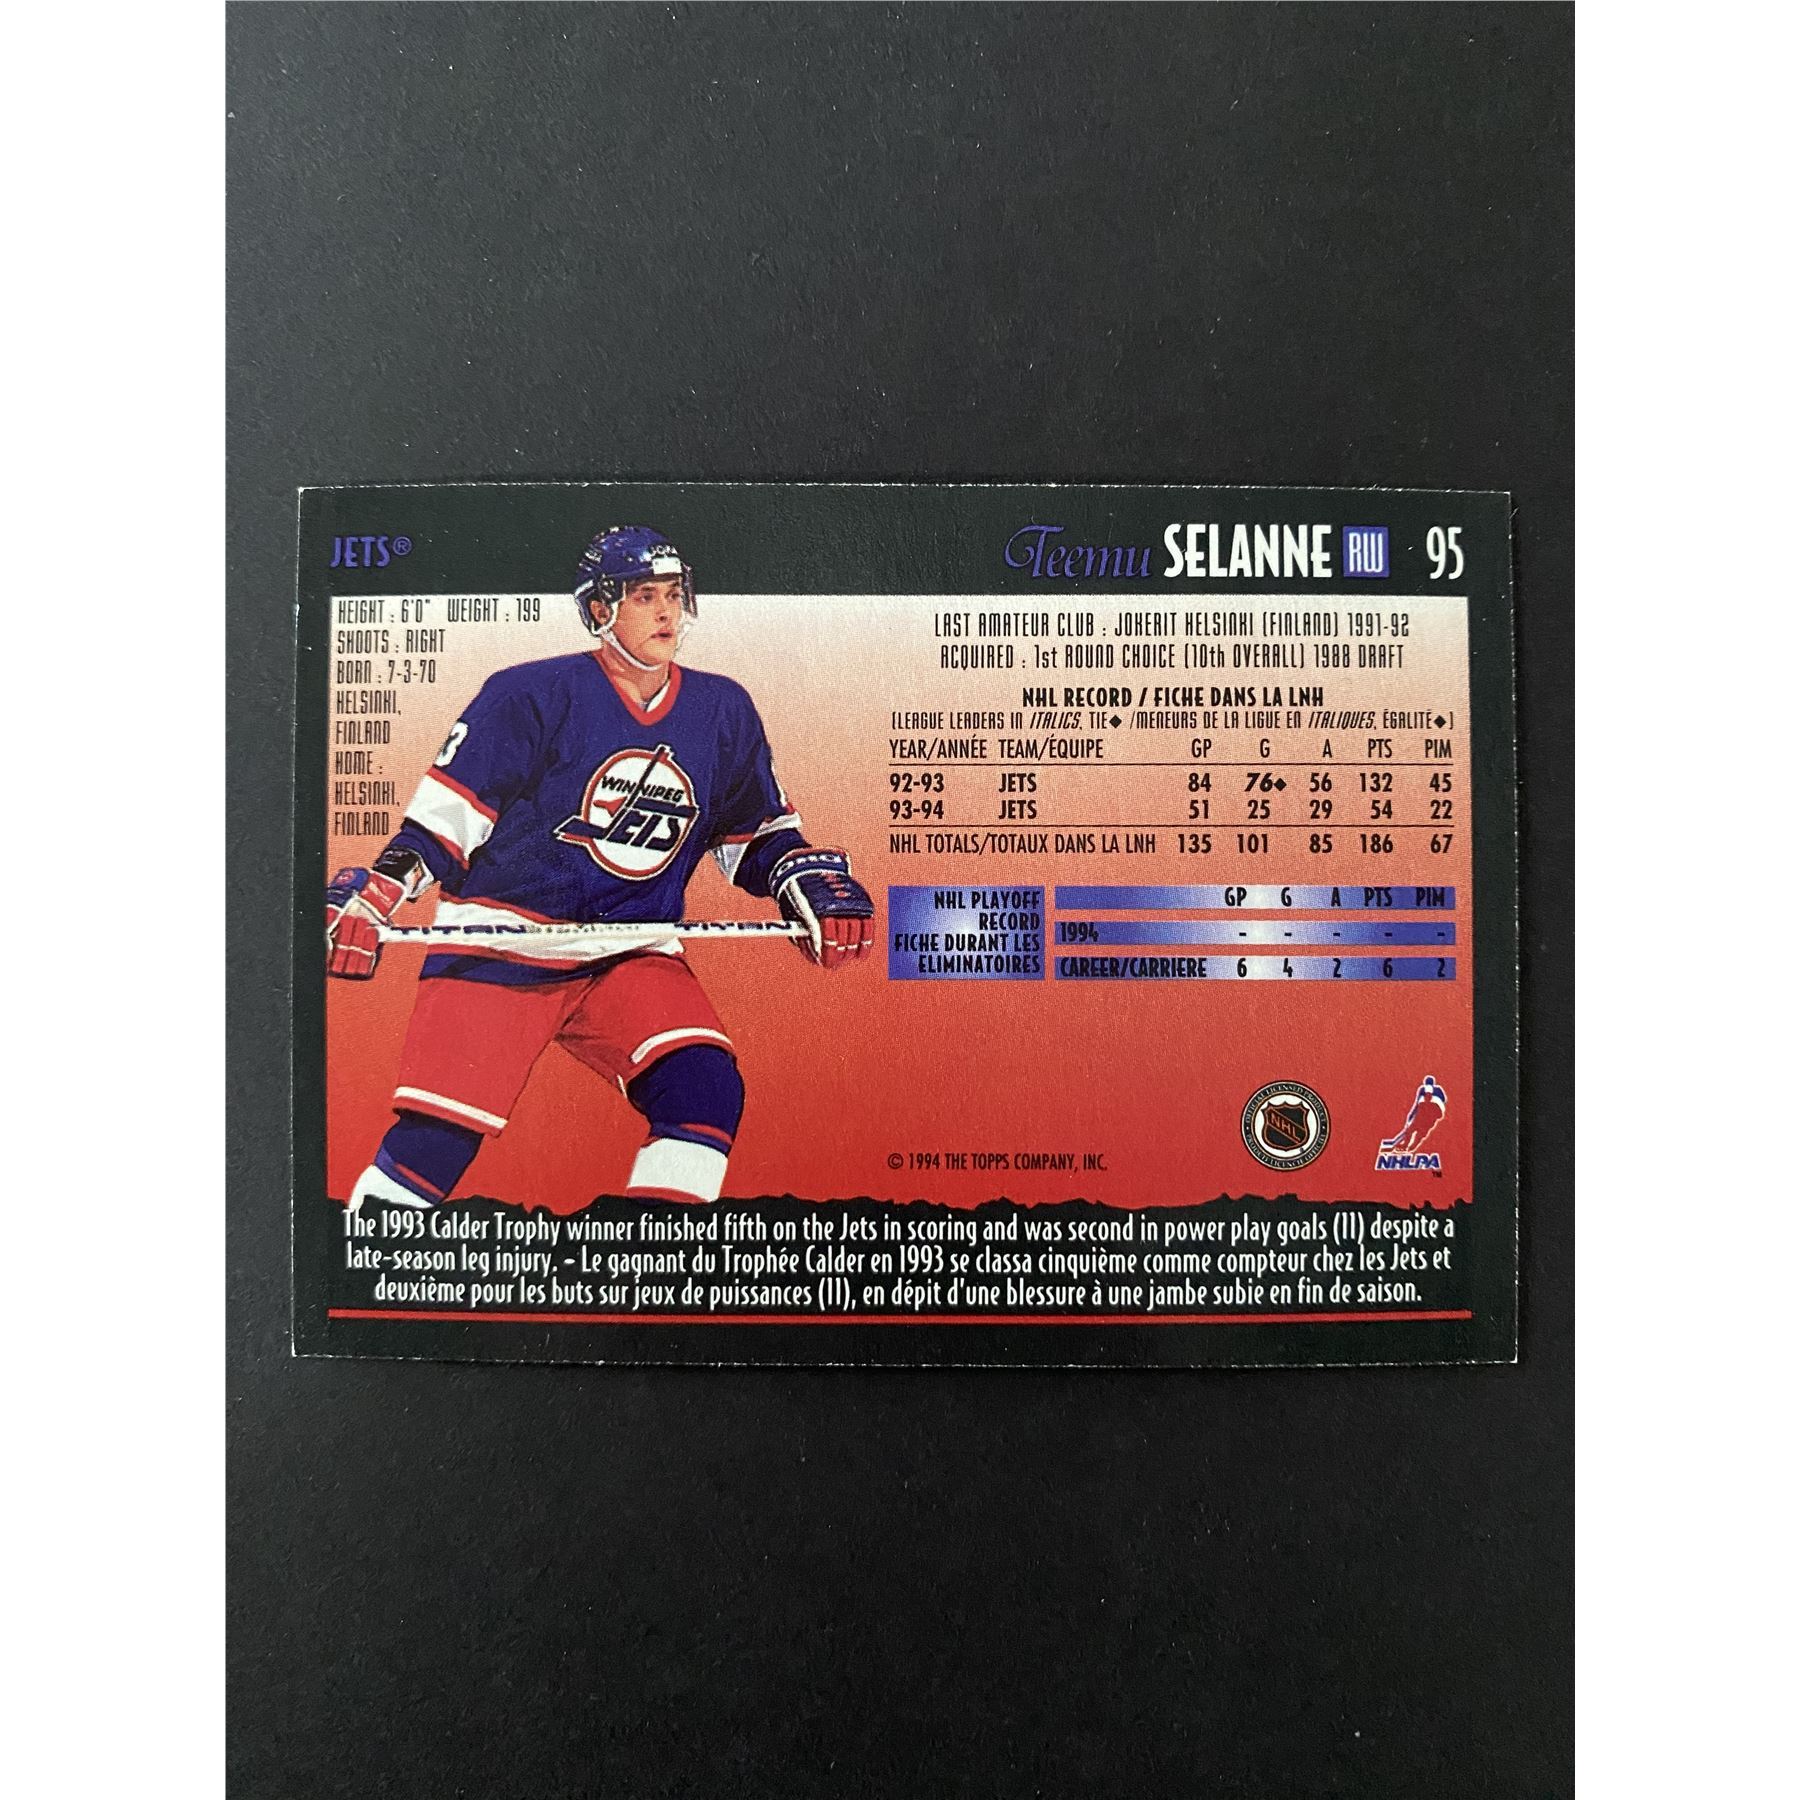 JETS®
Teemu SELANNE RW 95
HEIGHT : 6'0" WEIGHT : 199
SHOOTS : RIGHT
BORN : 7-3-70
HELSINKI,
FINLAND
HOME :
HELSINKI,
FINLAND
LAST AMATEUR CLUB : JOKERIT HELSINKI (FINLAND) 1991-92
ACQUIRED : 1st ROUND CHOICE (10th OVERALL) 1988 DRAFT
NHL RECORD / FICHE DANS LA LNH
(LEAGUE LEADERS IN ITALICS, TIE◆ /MENEURS DE LA LIGUE EN ITALIQUES, ÉGALITÉ◆)
YEAR/ANNÉE TEAM/ÉQUIPE GP G A PTS PIM
92-93 JETS 84 76◆ 56 132 45
93-94 JETS 51 25 29 54 22
NHL TOTALS/TOTAUX DANS LA LNH 135 101 85 186 67
NHL PLAYOFF
RECORD
FICHE DURANT LES
ELIMINATOIRES
GP G A PTS PIM
1994 - - - - -
CAREER/CARRIERE 6 4 2 6 2
WINNIPEG
JETS
TITAN TITAN
© 1994 THE TOPPS COMPANY, INC.
NHL
NHLPA
™
The 1993 Calder Trophy winner finished fifth on the Jets in scoring and was second in power play goals (11) despite a
late-season leg injury. - Le gagnant du Trophée Calder en 1993 se classa cinquième comme compteur chez les Jets et
deuxième pour les buts sur jeux de puissances (11), en dépit d'une blessure à une jambe subie en fin de saison.